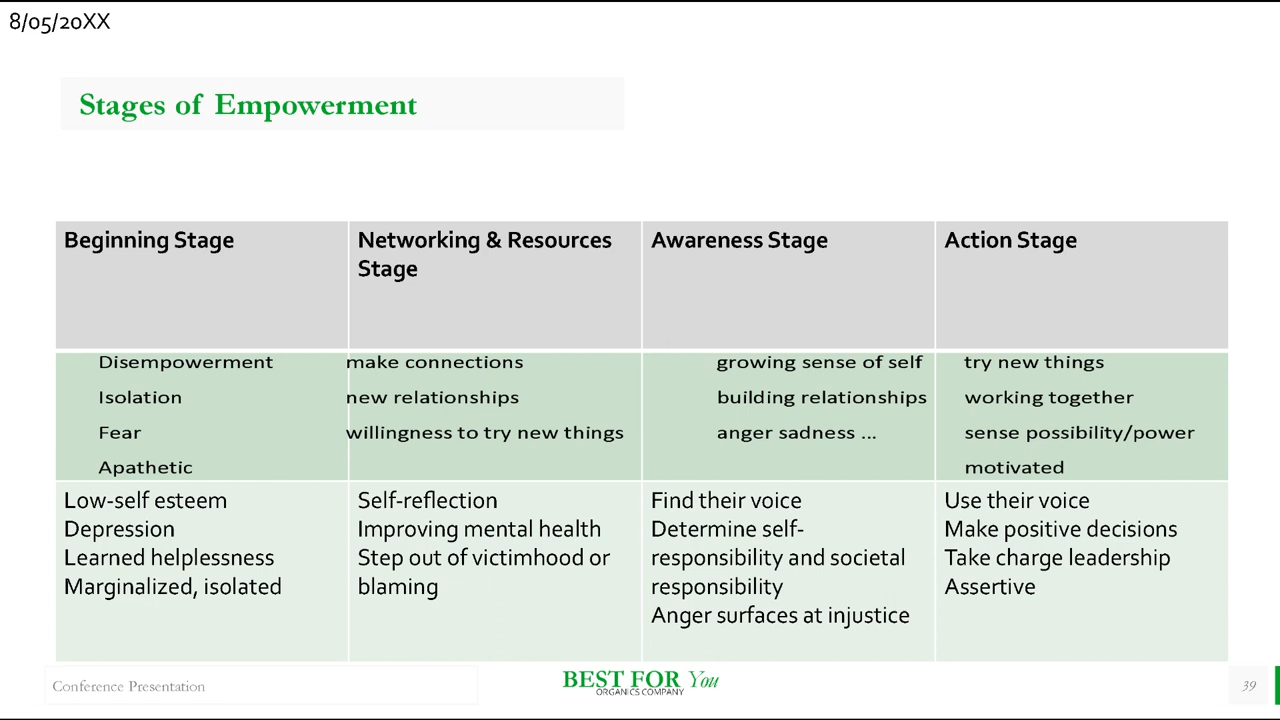 8/05/20XX
Stages of Empowerment
Beginning Stage
Networking & Resources
Stage
Awareness Stage
Action Stage
Disempowerment
Isolation
Fear
Apathetic
make connections
new relationships
willingness to try new things
growing sense of self
building relationships
anger sadness ...
try new things
working together
sense possibility/power
motivated
Low-self esteem
Depression
Learned helplessness
Marginalized, isolated
Self-reflection
Improving mental health
Step out of victimhood or
blaming
Find their voice
Determine self-
responsibility and societal
responsibility
Anger surfaces at injustice
Use their voice
Make positive decisions
Take charge leadership
Assertive
Conference Presentation
BEST FOR You
ORGANICS COMPANY
39